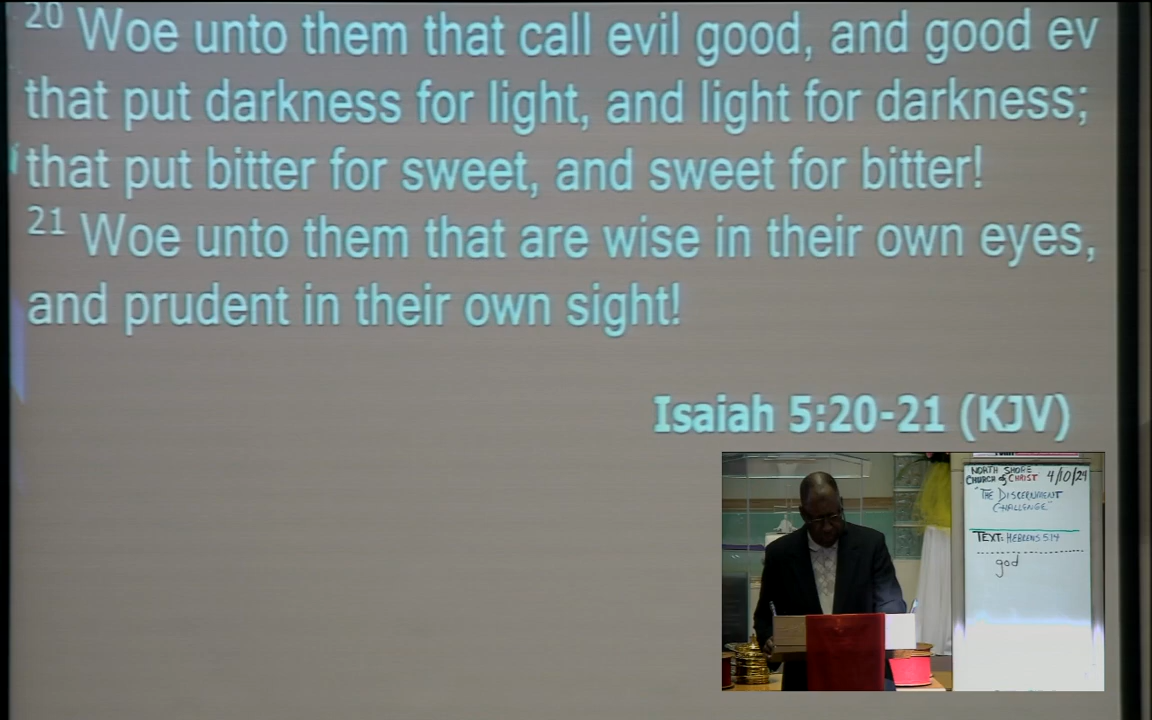 20 Woe unto them that call evil good, and good ev
that put darkness for light, and light for darkness;
that put bitter for sweet, and sweet for bitter!
21 Woe unto them that are wise in their own eyes,
and prudent in their own sight!
Isaiah 5:20-21 (KJV)
NORTH SHORE
CHURCH of CHRIST 4/10/24
"THE DISCERNMENT
CHALLENGE"
TEXT: HEBREWS 5:14
god